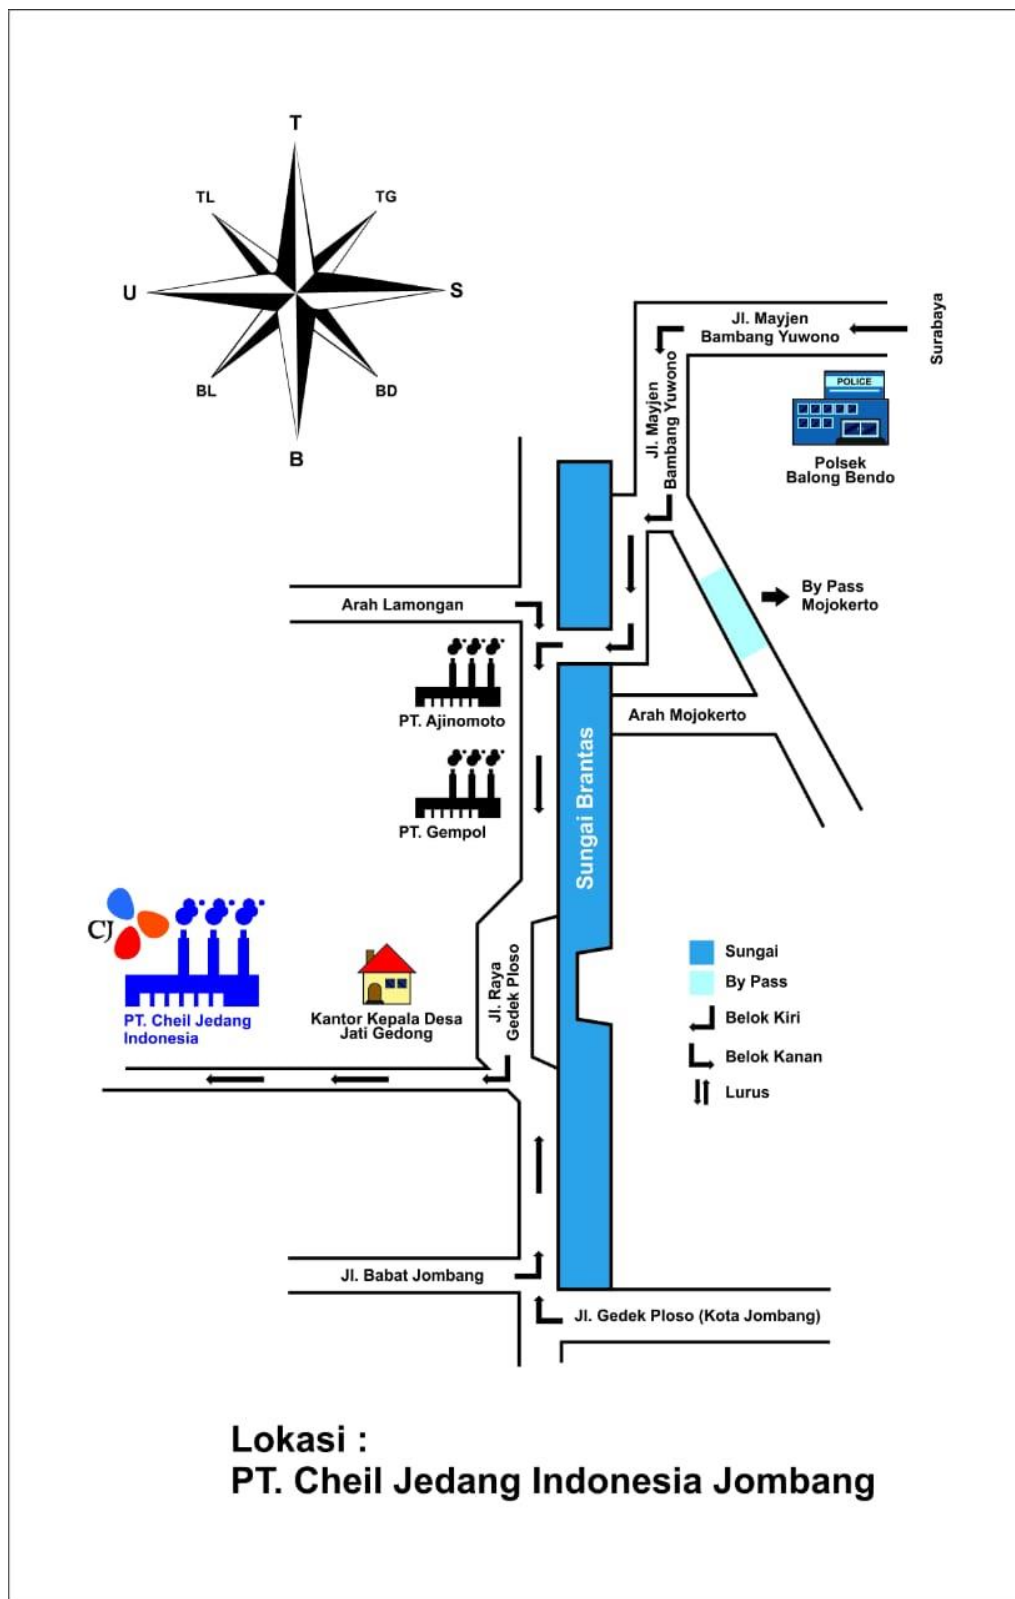 T
TL
TG
U
S
BL
BD
B
Surabaya
Jl. Mayjen
Bambang Yuwono
Jl. Mayjen
Bambang Yuwono
POLICE
Polsek
Balong Bendo
By Pass
Mojokerto
Arah Lamongan
PT. Ajinomoto
Arah Mojokerto
PT. Gempol
Sungai Brantas
CJ
PT. Cheil Jedang
Indonesia
Kantor Kepala Desa
Jati Gedong
Jl. Raya
Gedek Ploso
Sungai
By Pass
Belok Kiri
Belok Kanan
Lurus
Jl. Babat Jombang
Jl. Gedek Ploso (Kota Jombang)
Lokasi :
PT. Cheil Jedang Indonesia Jombang